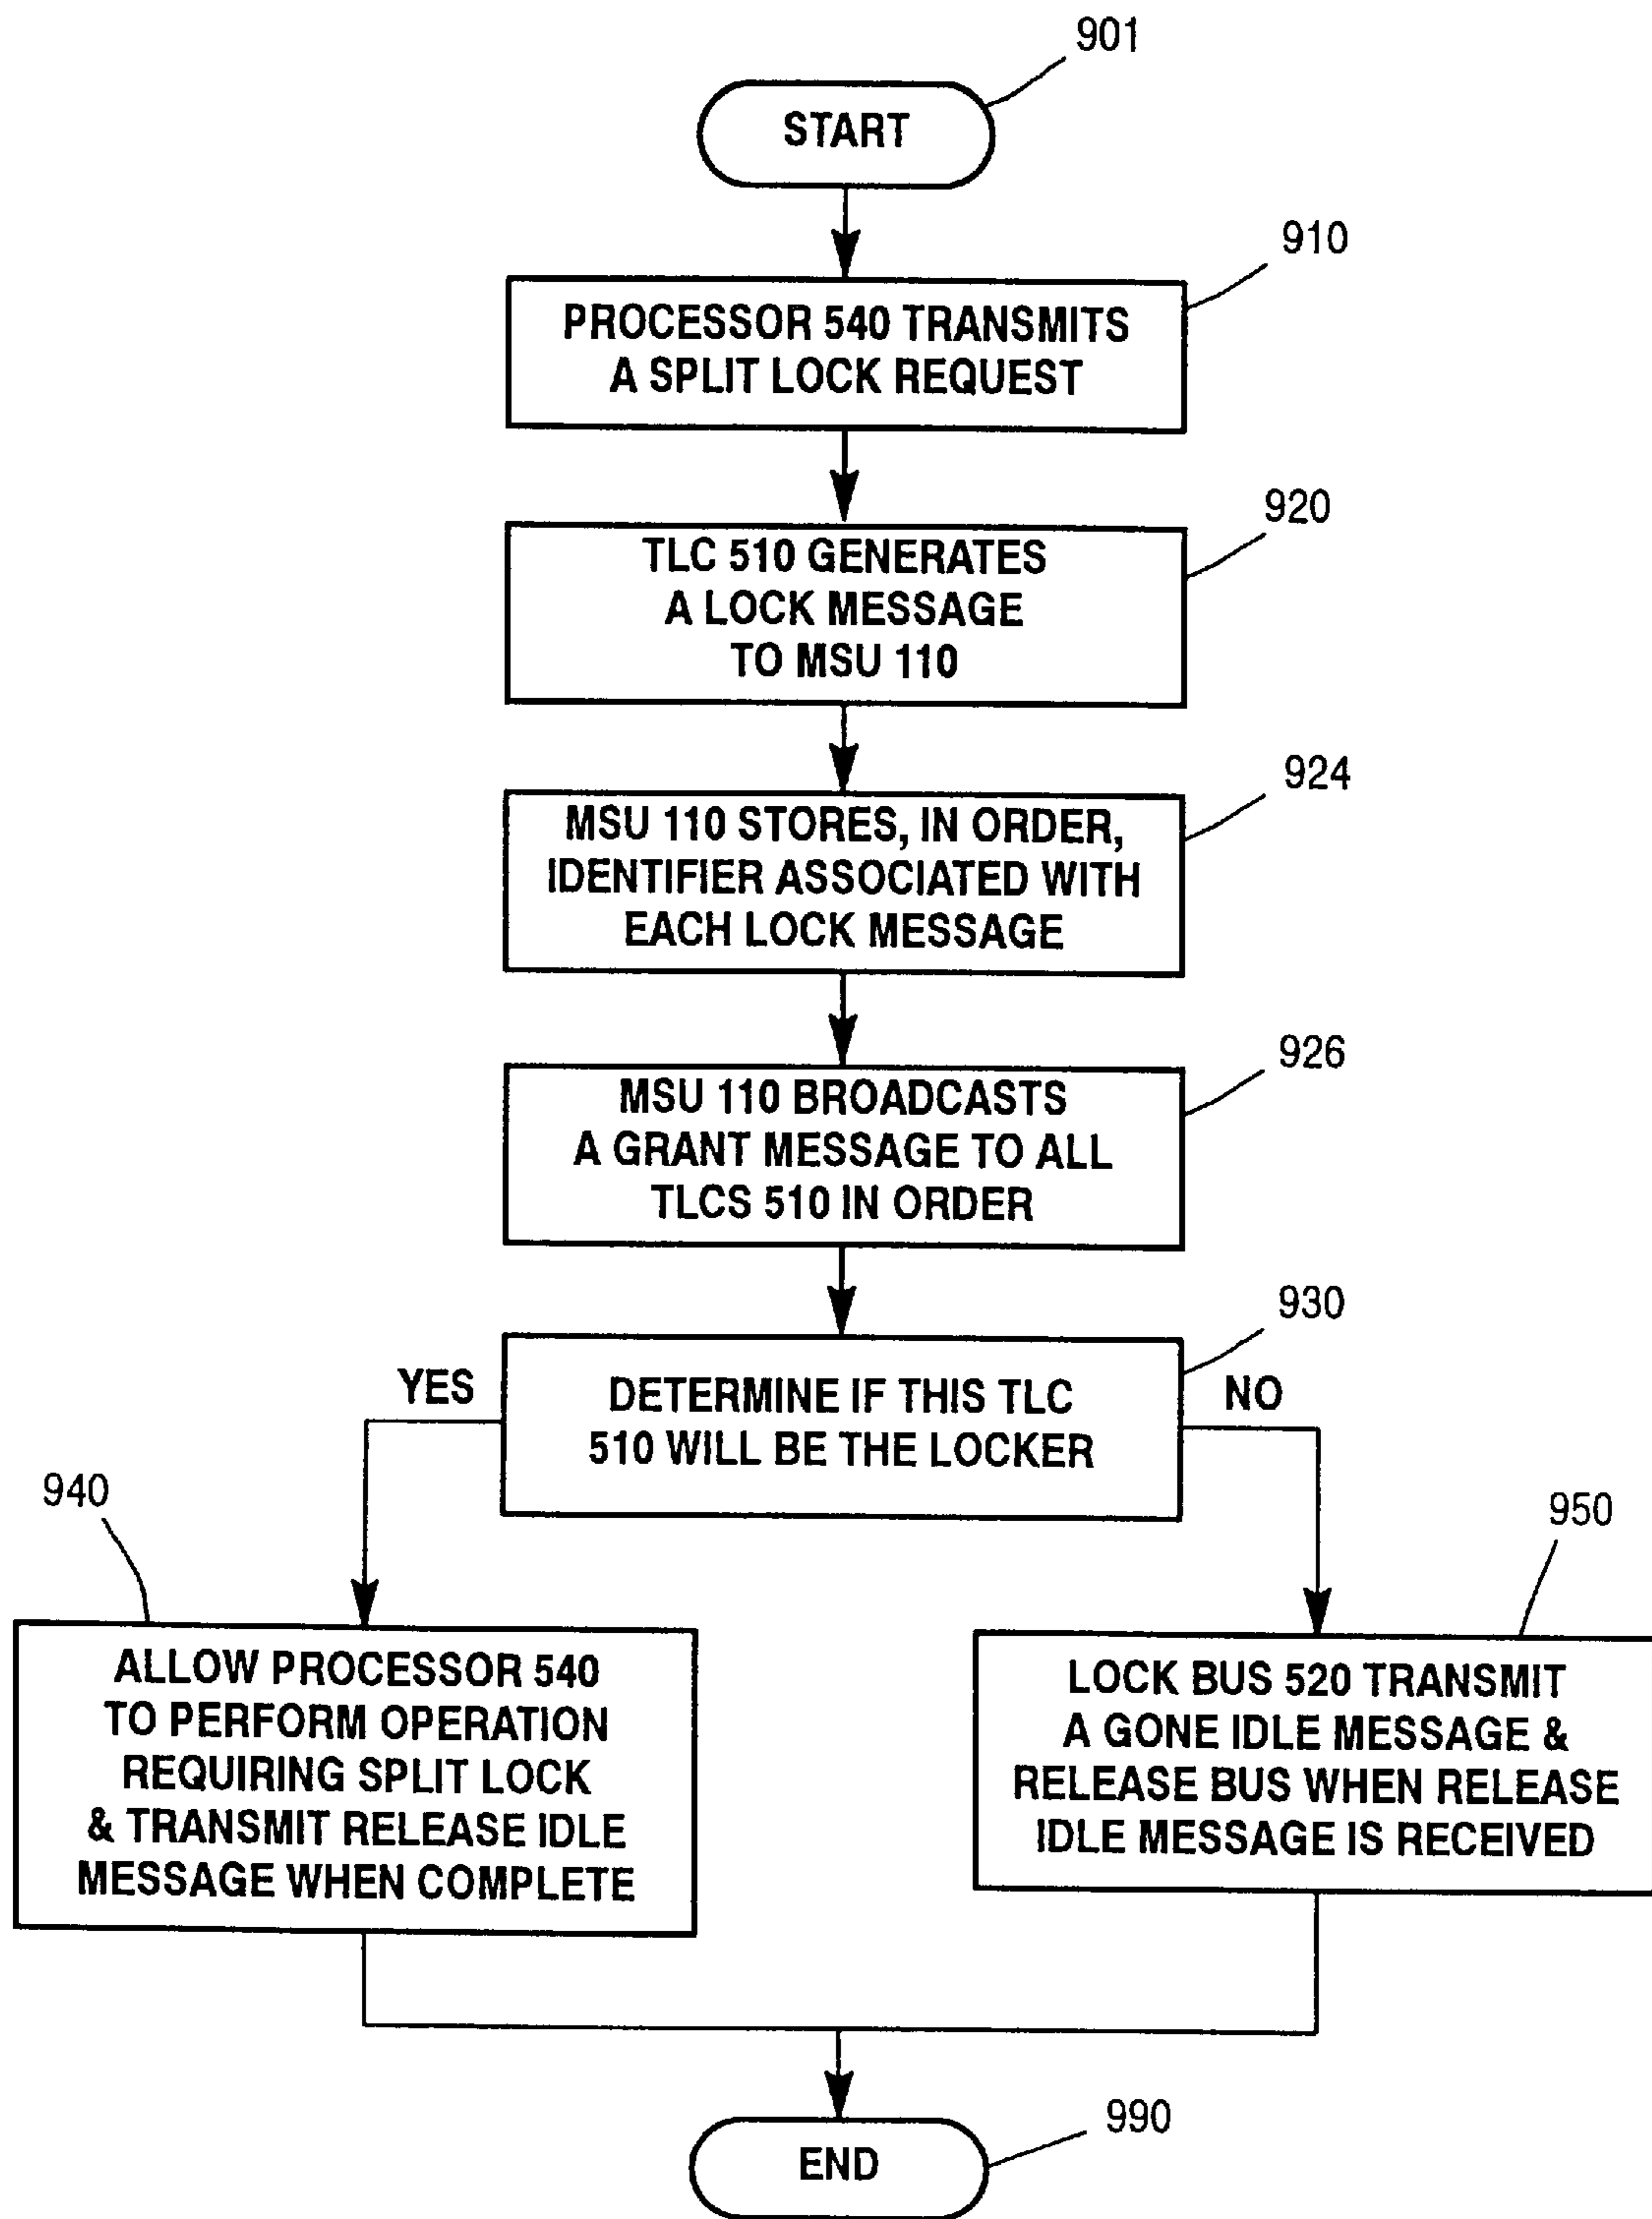 901
START
910
PROCESSOR 540 TRANSMITS
A SPLIT LOCK REQUEST
920
TLC 510 GENERATES
A LOCK MESSAGE
TO MSU 110
924
MSU 110 STORES, IN ORDER,
IDENTIFIER ASSOCIATED WITH
EACH LOCK MESSAGE
926
MSU 110 BROADCASTS
A GRANT MESSAGE TO ALL
TLCS 510 IN ORDER
930
YES
DETERMINE IF THIS TLC
510 WILL BE THE LOCKER
NO
940
ALLOW PROCESSOR 540
TO PERFORM OPERATION
REQUIRING SPLIT LOCK
& TRANSMIT RELEASE IDLE
MESSAGE WHEN COMPLETE
950
LOCK BUS 520 TRANSMIT
A GONE IDLE MESSAGE &
RELEASE BUS WHEN RELEASE
IDLE MESSAGE IS RECEIVED
990
END